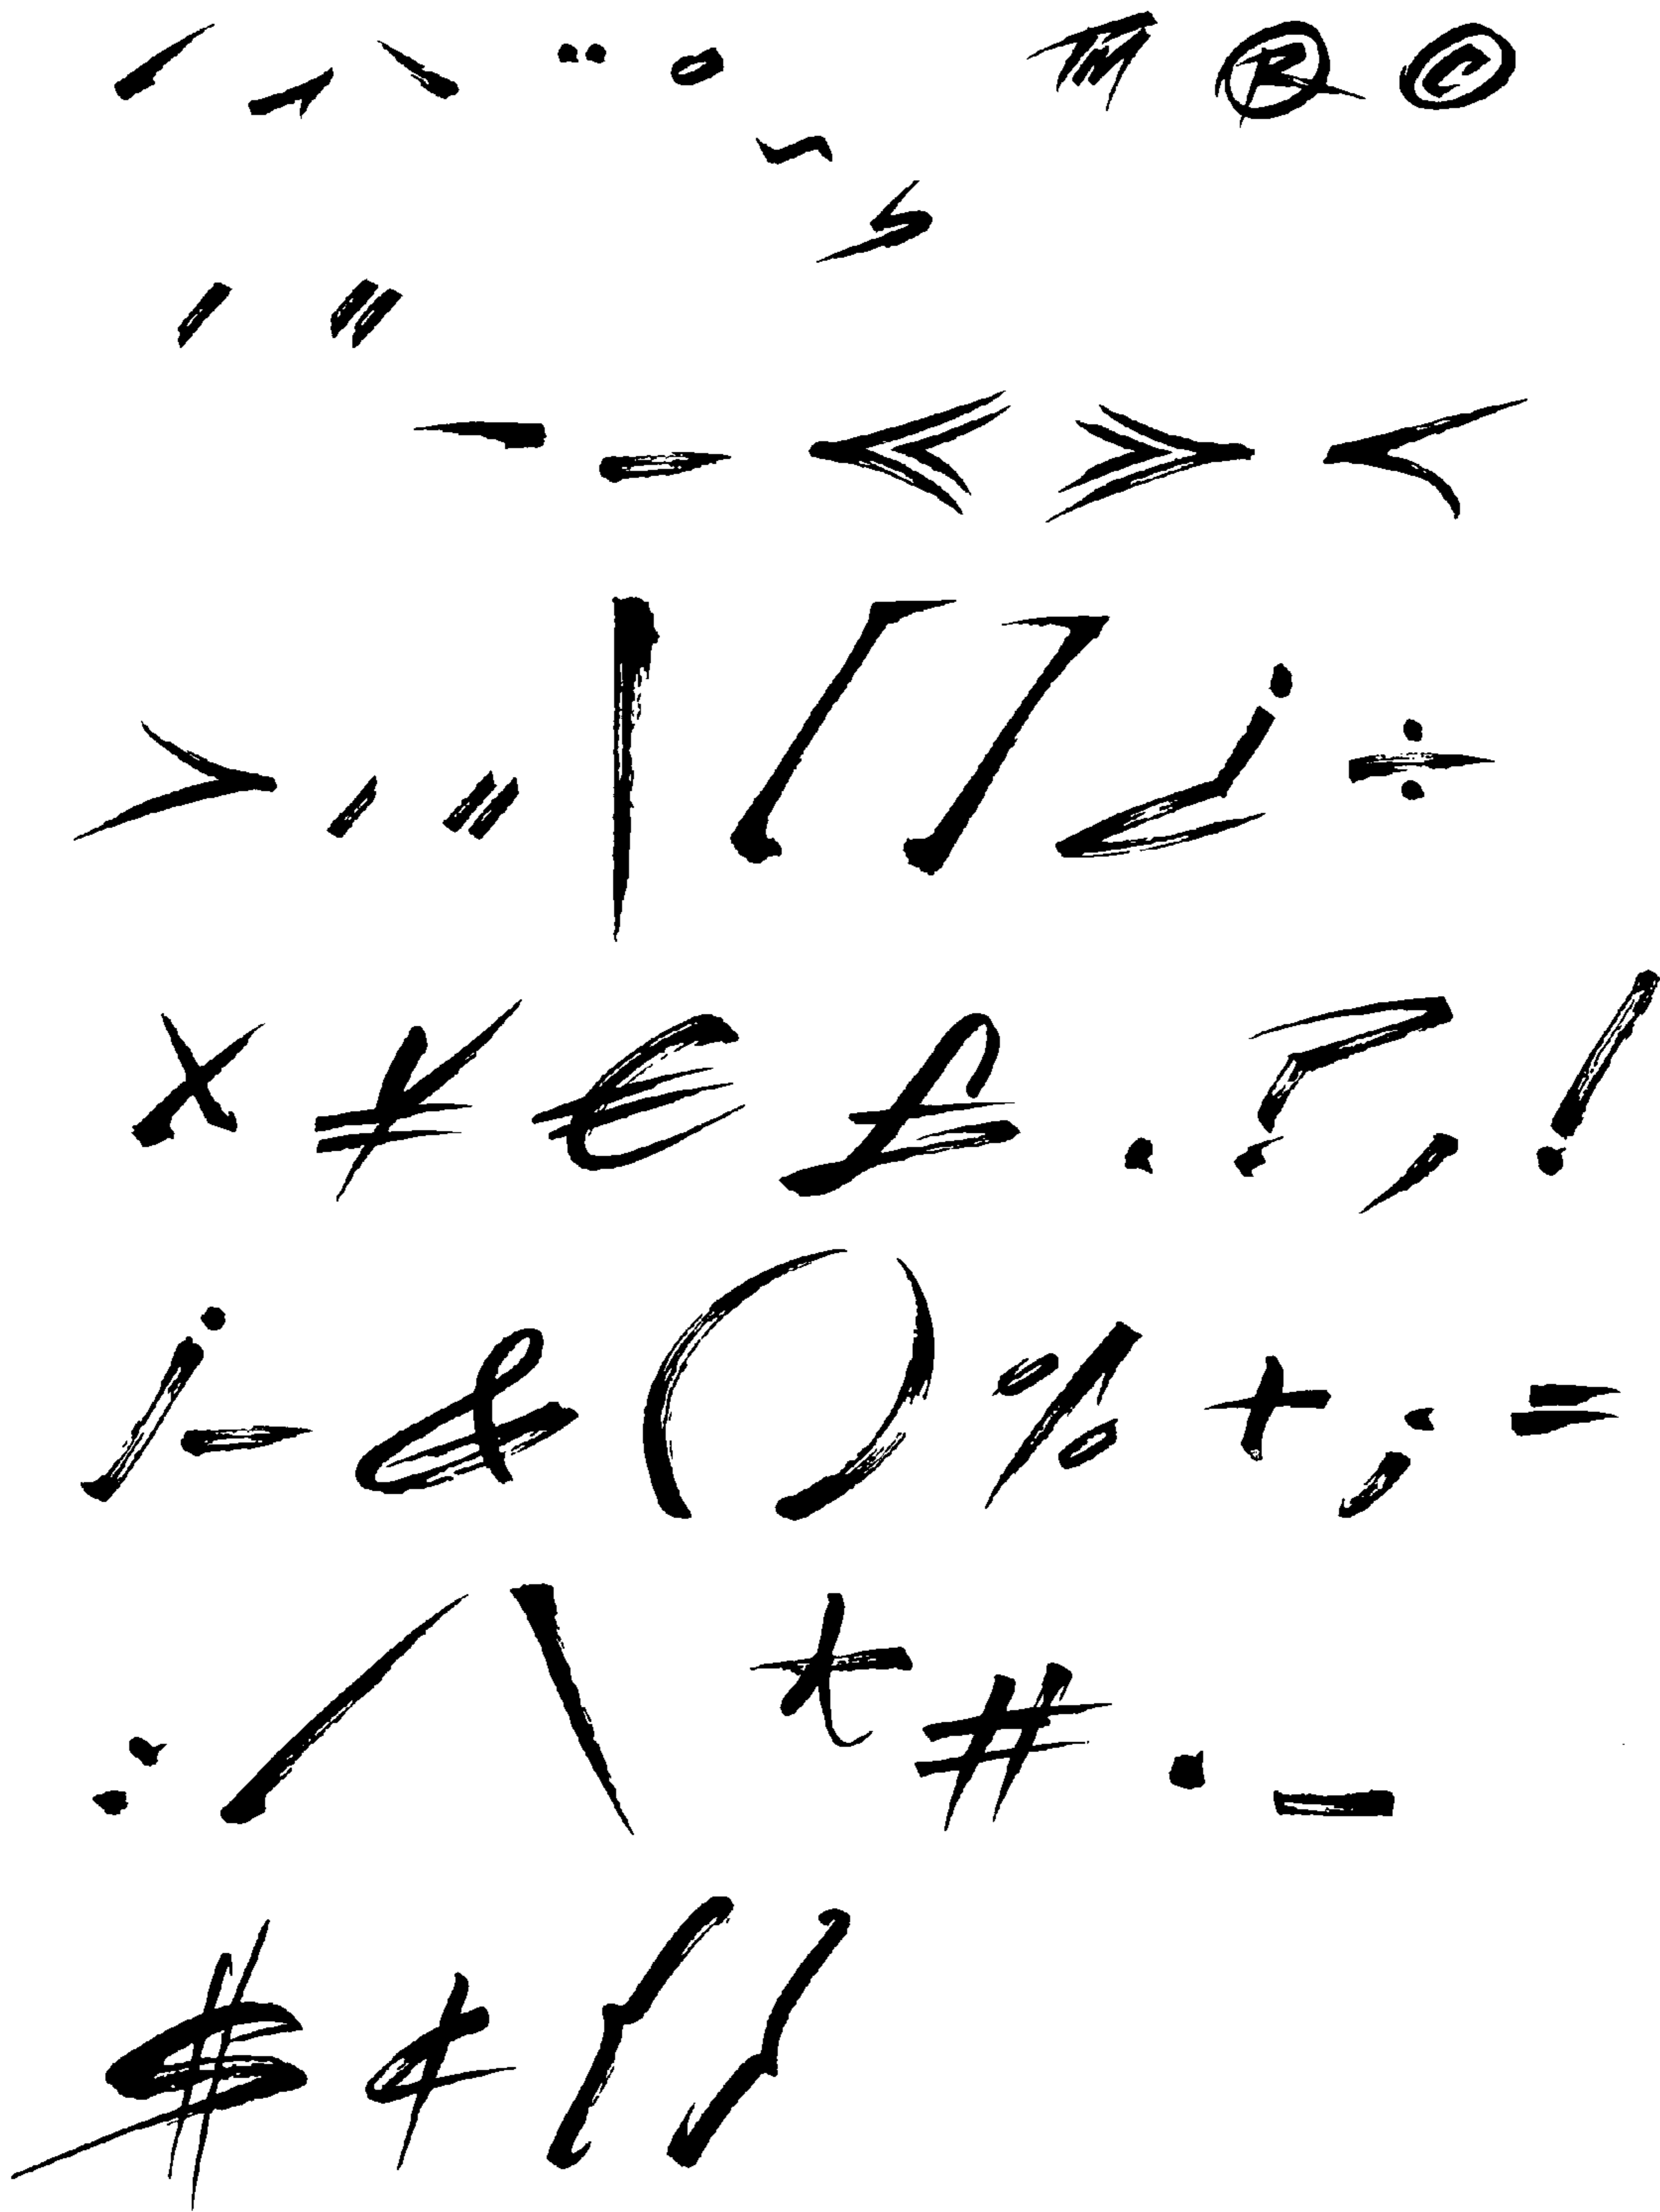 ´ ˆ ` ¨ ˚ ™ ® ©
˜
¸
' "
– - « » ‹
› ‚ „ | [ ] ¿ ÷
× ¥ € £ . ? , !
¡ - & ( ) % + ; =
: / \ * # · _
$ ¢ { }